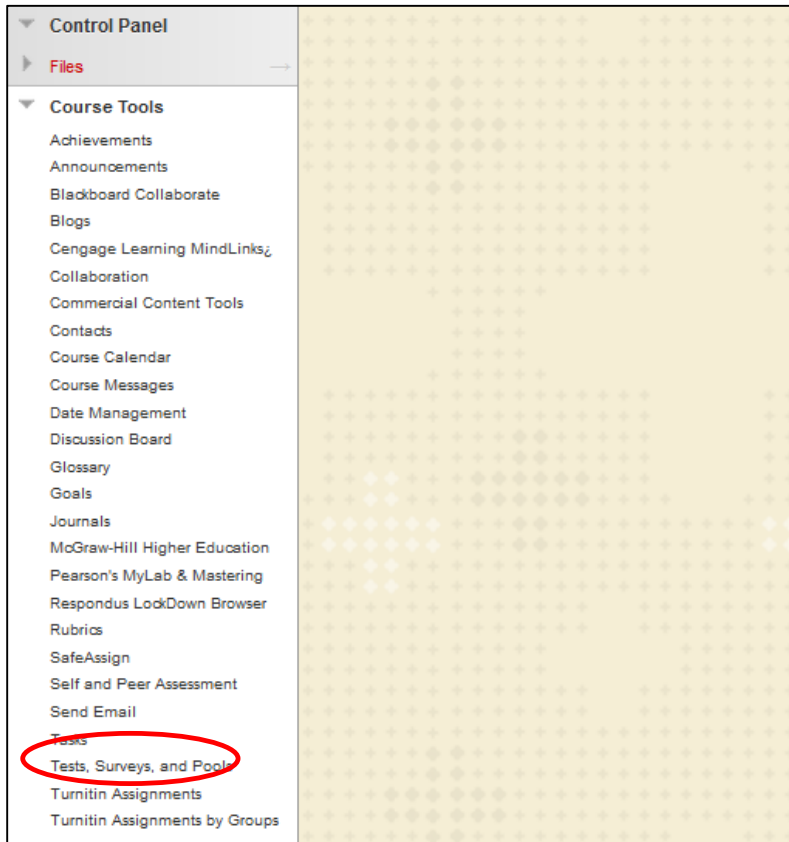 Control Panel
Files
Course Tools
Achievements
Announcements
Blackboard Collaborate
Blogs
Cengage Learning MindLinks¿
Collaboration
Commercial Content Tools
Contacts
Course Calendar
Course Messages
Date Management
Discussion Board
Glossary
Goals
Journals
McGraw-Hill Higher Education
Pearson's MyLab & Mastering
Respondus LockDown Browser
Rubrics
SafeAssign
Self and Peer Assessment
Send Email
Tasks
Tests, Surveys, and Pools
Turnitin Assignments
Turnitin Assignments by Groups